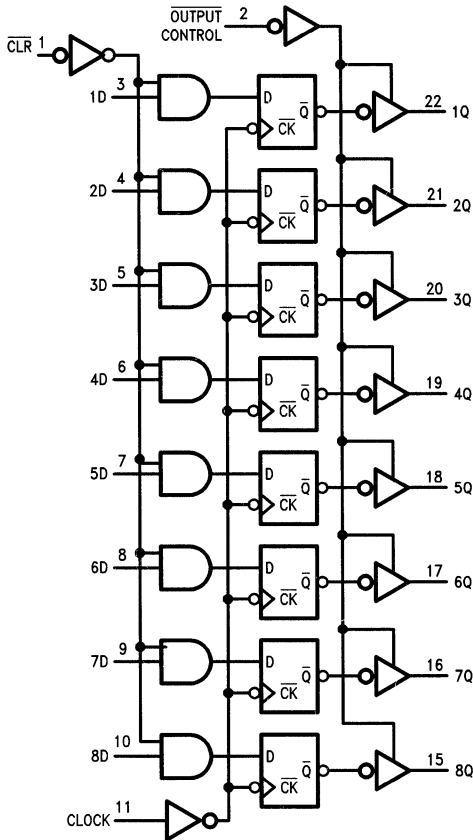 OUTPUT CONTROL 2
CLR 1
3 1D D Q CK 22 1Q
4 2D D Q CK 21 2Q
5 3D D Q CK 20 3Q
6 4D D Q CK 19 4Q
7 5D D Q CK 18 5Q
8 6D D Q CK 17 6Q
9 7D D Q CK 16 7Q
10 8D D Q CK 15 8Q
CLOCK 11